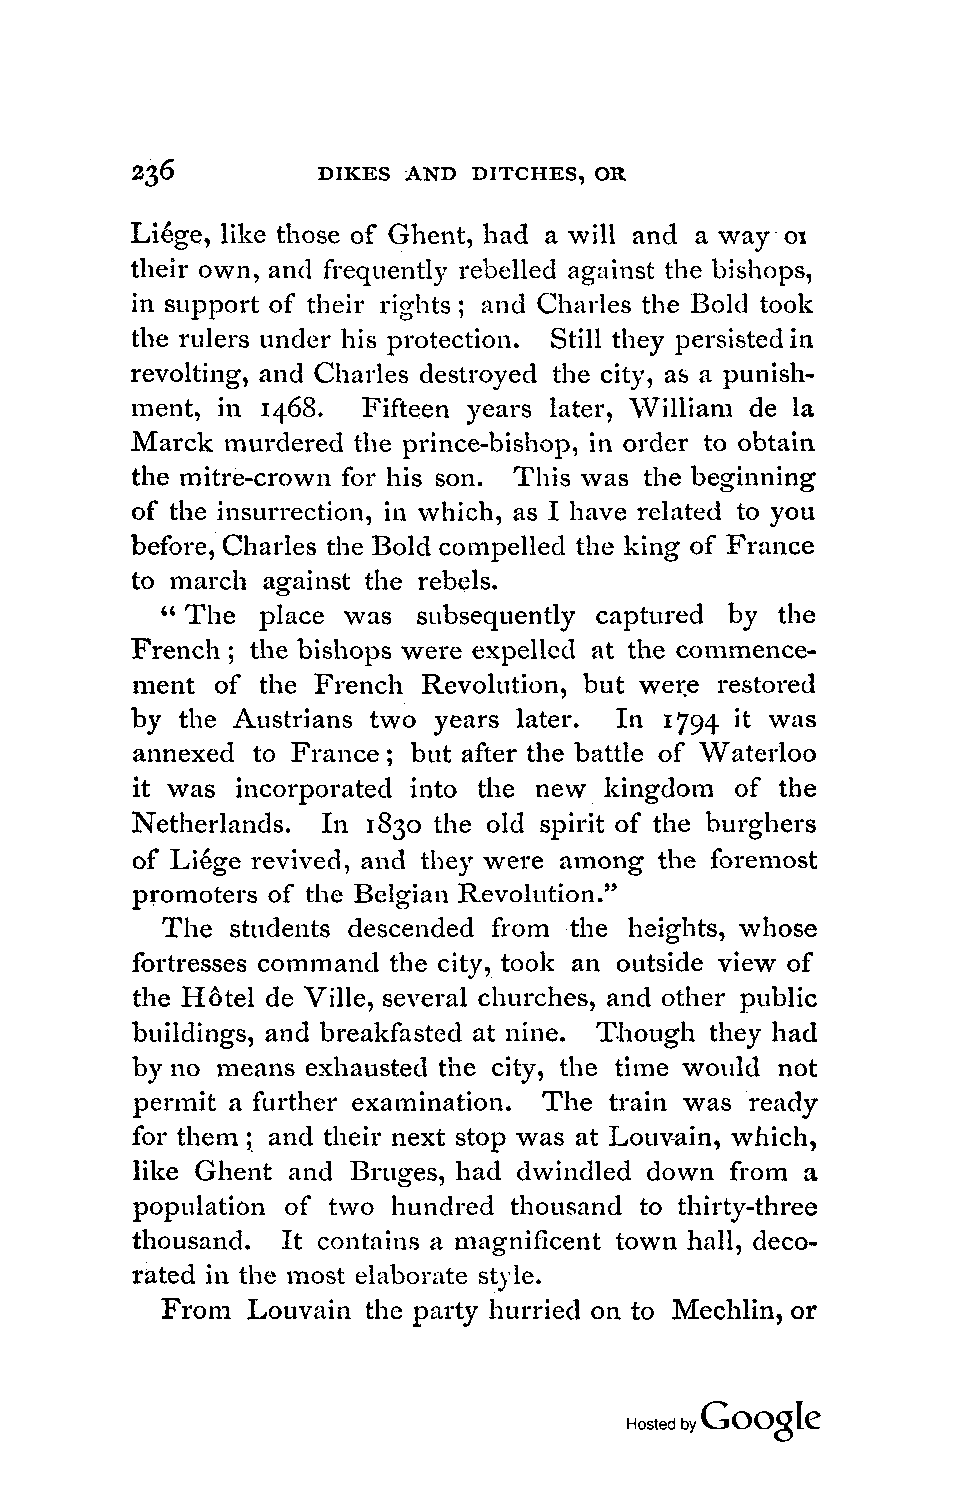 236 DIKES AND DITCHES, OR
Liége, like those of Ghent, had a will and a way of
their own, and frequently rebelled against the bishops,
in support of their rights; and Charles the Bold took
the rulers under his protection. Still they persisted in
revolting, and Charles destroyed the city, as a punish-
ment, in 1468. Fifteen years later, William de la
Marck murdered the prince-bishop, in order to obtain
the mitre-crown for his son. This was the beginning
of the insurrection, in which, as I have related to you
before, Charles the Bold compelled the king of France
to march against the rebels.
“The place was subsequently captured by the
French; the bishops were expelled at the commence-
ment of the French Revolution, but were restored
by the Austrians two years later. In 1794 it was
annexed to France; but after the battle of Waterloo
it was incorporated into the new kingdom of the
Netherlands. In 1830 the old spirit of the burghers
of Liége revived, and they were among the foremost
promoters of the Belgian Revolution.”
The students descended from the heights, whose
fortresses command the city, took an outside view of
the Hôtel de Ville, several churches, and other public
buildings, and breakfasted at nine. Though they had
by no means exhausted the city, the time would not
permit a further examination. The train was ready
for them; and their next stop was at Louvain, which,
like Ghent and Bruges, had dwindled down from a
population of two hundred thousand to thirty-three
thousand. It contains a magnificent town hall, deco-
rated in the most elaborate style.
From Louvain the party hurried on to Mechlin, or
Hosted by Google